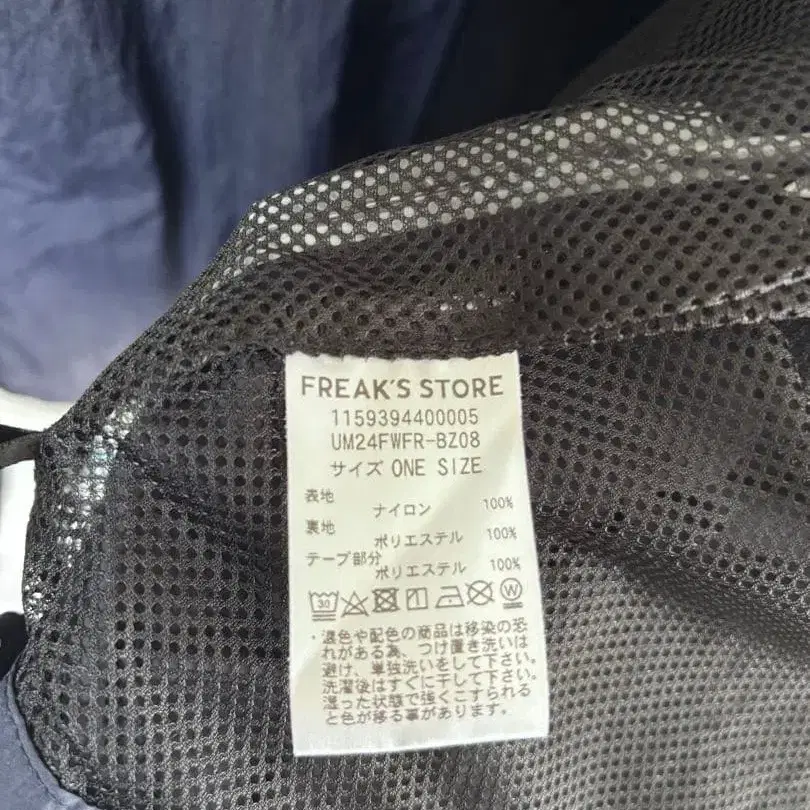 FREAK'S STORE
1159394400005
UM24FWFR-BZ08
サイズ ONE SIZE
表地
ナイロン 100%
裏地
ポリエステル 100%
テープ部分
ポリエステル 100%
30
W
・濃色や配色の商品は移染の恐
れがある為、つけ置き洗いは
避け、単独洗いをして下さい。
洗濯後はすぐに干して下さい。
湿った状態で強くこすられる
と色が移る事があります。